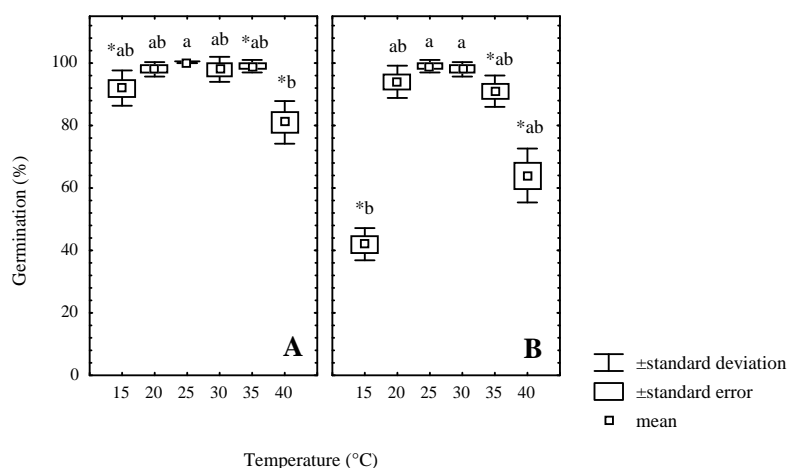 *ab ab a ab *ab *b
ab a a *ab *ab *b
Germination (%)
100
80
60
40
20
0
A
B
15 20 25 30 35 40
15 20 25 30 35 40
Temperature (°C)
±standard deviation
±standard error
mean